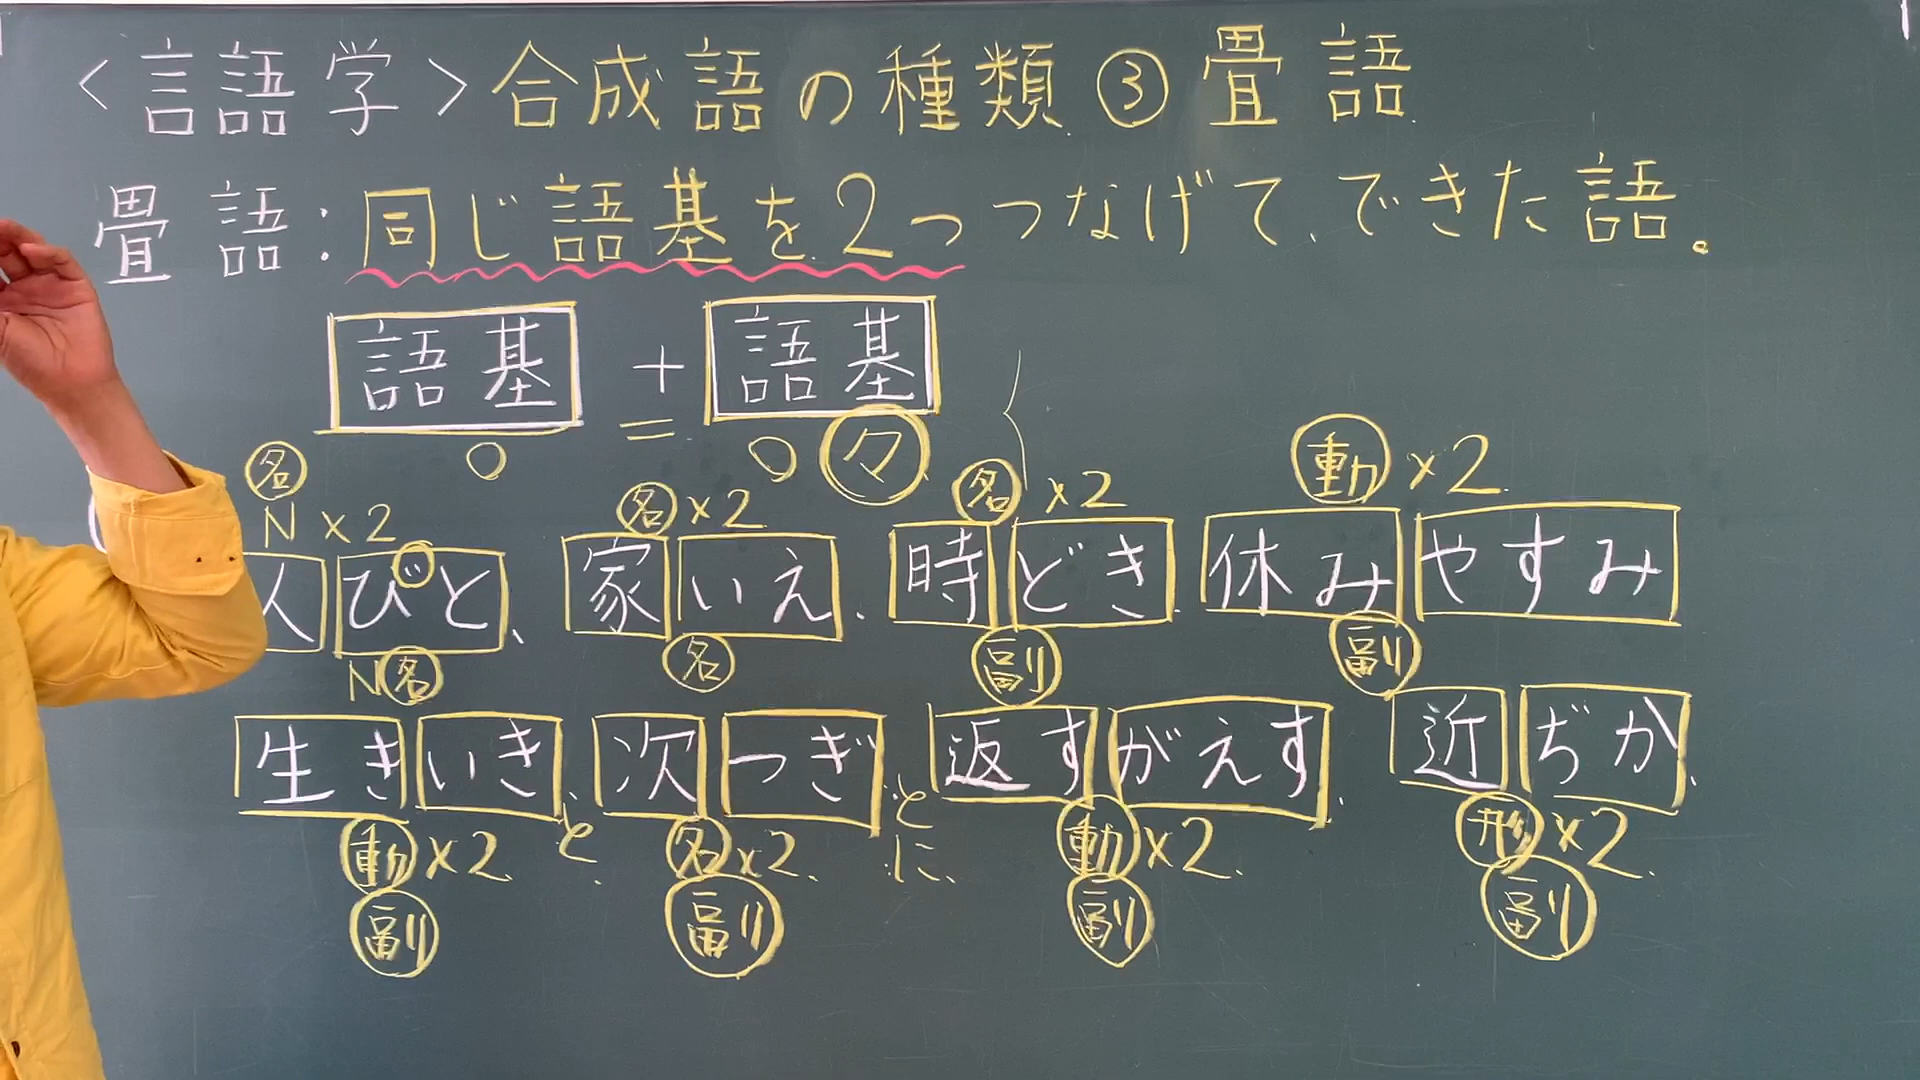 <言語学>合成語の種類③畳語
畳語:同じ語基を2つつなげて、できた語。
語基 + 語基
○ = ○ 々
名 N×2 名×2 名×2 動×2
人びと、家いえ、時どき、休みやすみ
N名 名 副 副
生きいき、次つぎ、返すがえす、近ぢか、
動×2 と、名×2 と に、動×2、形×2、
副 副 副 副